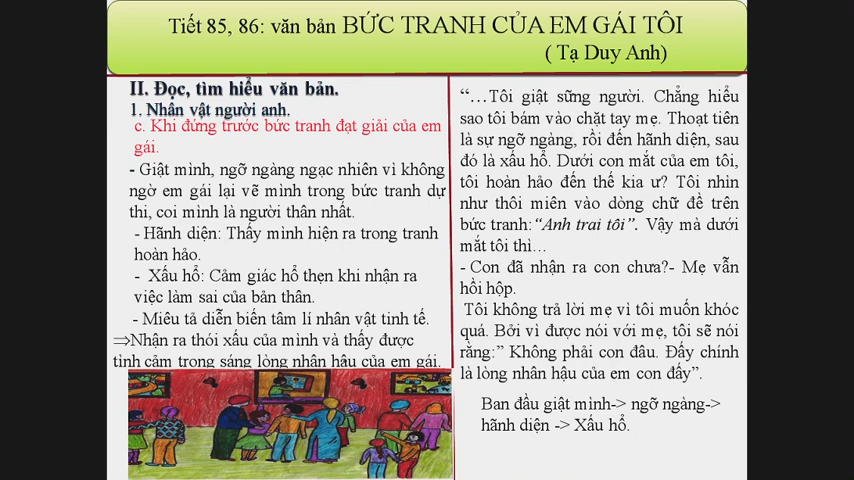 Tiết 85, 86: văn bản BỨC TRANH CỦA EM GÁI TÔI
( Tạ Duy Anh)
II. Đọc, tìm hiểu văn bản.
1. Nhân vật người anh.
c. Khi đứng trước bức tranh đạt giải của em
gái.
- Giật mình, ngỡ ngàng ngạc nhiên vì không
ngờ em gái lại vẽ mình trong bức tranh dự
thi, coi mình là người thân nhất.
- Hãnh diện: Thấy mình hiện ra trong tranh
hoàn hảo.
- Xấu hổ: Cảm giác hổ thẹn khi nhận ra
việc làm sai của bản thân.
- Miêu tả diễn biến tâm lí nhân vật tinh tế.
⇒Nhận ra thói xấu của mình và thấy được
tình cảm trong sáng lòng nhân hậu của em gái.
“…Tôi giật sững người. Chẳng hiểu
sao tôi bám vào chặt tay mẹ. Thoạt tiên
là sự ngỡ ngàng, rồi đến hãnh diện, sau
đó là xấu hổ. Dưới con mắt của em tôi,
tôi hoàn hảo đến thế kia ư? Tôi nhìn
như thôi miên vào dòng chữ đề trên
bức tranh:“Anh trai tôi”. Vậy mà dưới
mắt tôi thì…
- Con đã nhận ra con chưa?- Mẹ vẫn
hồi hộp.
Tôi không trả lời mẹ vì tôi muốn khóc
quá. Bởi vì được nói với mẹ, tôi sẽ nói
rằng:” Không phải con đâu. Đấy chính
là lòng nhân hậu của em con đấy”.
Ban đầu giật mình-> ngỡ ngàng->
hãnh diện -> Xấu hổ.